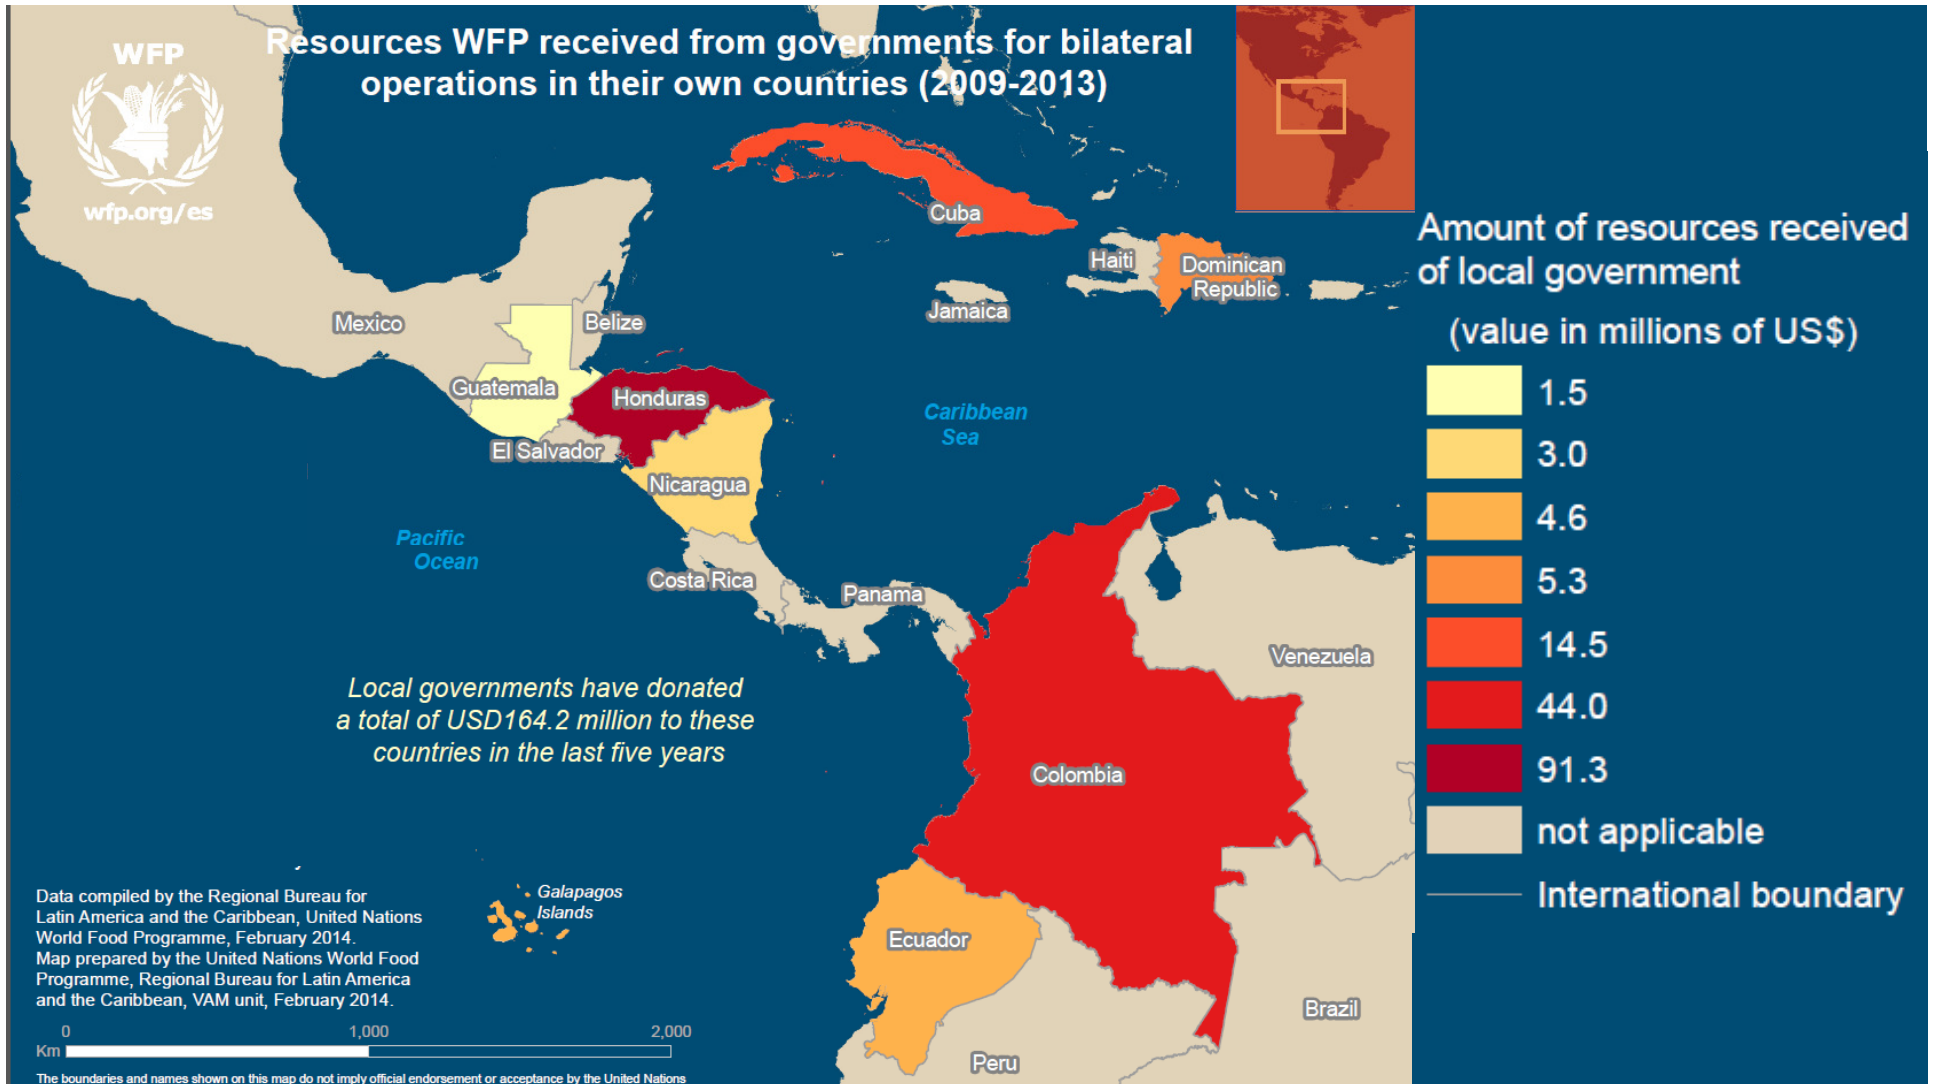 WFP
wfp.org/es
Resources WFP received from governments for bilateral
operations in their own countries (2009-2013)
Cuba
Haiti
Dominican
Republic
Jamaica
Mexico
Belize
Guatemala
Honduras
El Salvador
Nicaragua
Caribbean
Sea
Pacific
Ocean
Costa Rica
Panama
Venezuela
Colombia
Local governments have donated
a total of USD164.2 million to these
countries in the last five years
Galapagos
Islands
Ecuador
Brazil
Peru
Amount of resources received
of local government
(value in millions of US$)
1.5
3.0
4.6
5.3
14.5
44.0
91.3
not applicable
International boundary
Data compiled by the Regional Bureau for
Latin America and the Caribbean, United Nations
World Food Programme, February 2014.
Map prepared by the United Nations World Food
Programme, Regional Bureau for Latin America
and the Caribbean, VAM unit, February 2014.
0 1,000 2,000
Km
The boundaries and names shown on this map do not imply official endorsement or acceptance by the United Nations